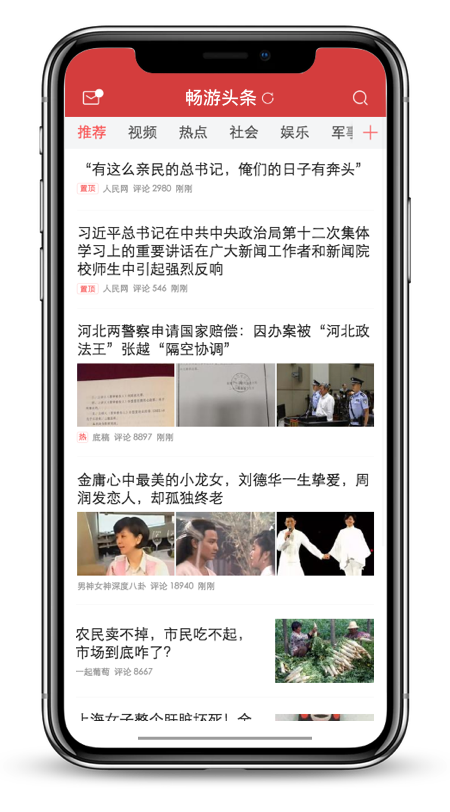 畅游头条
推荐 视频 热点 社会 娱乐 军事
“有这么亲民的总书记，俺们的日子有奔头”
置顶 人民网 评论 2980 刚刚
习近平总书记在中共中央政治局第十二次集体
学习上的重要讲话在广大新闻工作者和新闻院
校师生中引起强烈反响
置顶 人民网 评论 546 刚刚
河北两警察申请国家赔偿：因办案被“河北政
法王”张越“隔空协调”
热 底稿 评论 8897 刚刚
金庸心中最美的小龙女，刘德华一生挚爱，周
润发恋人，却孤独终老
男神女神深度八卦 评论 18940 刚刚
农民卖不掉，市民吃不起，
市场到底咋了？
一起葡萄 评论 8667
上海女子整个肝脏坏死！全